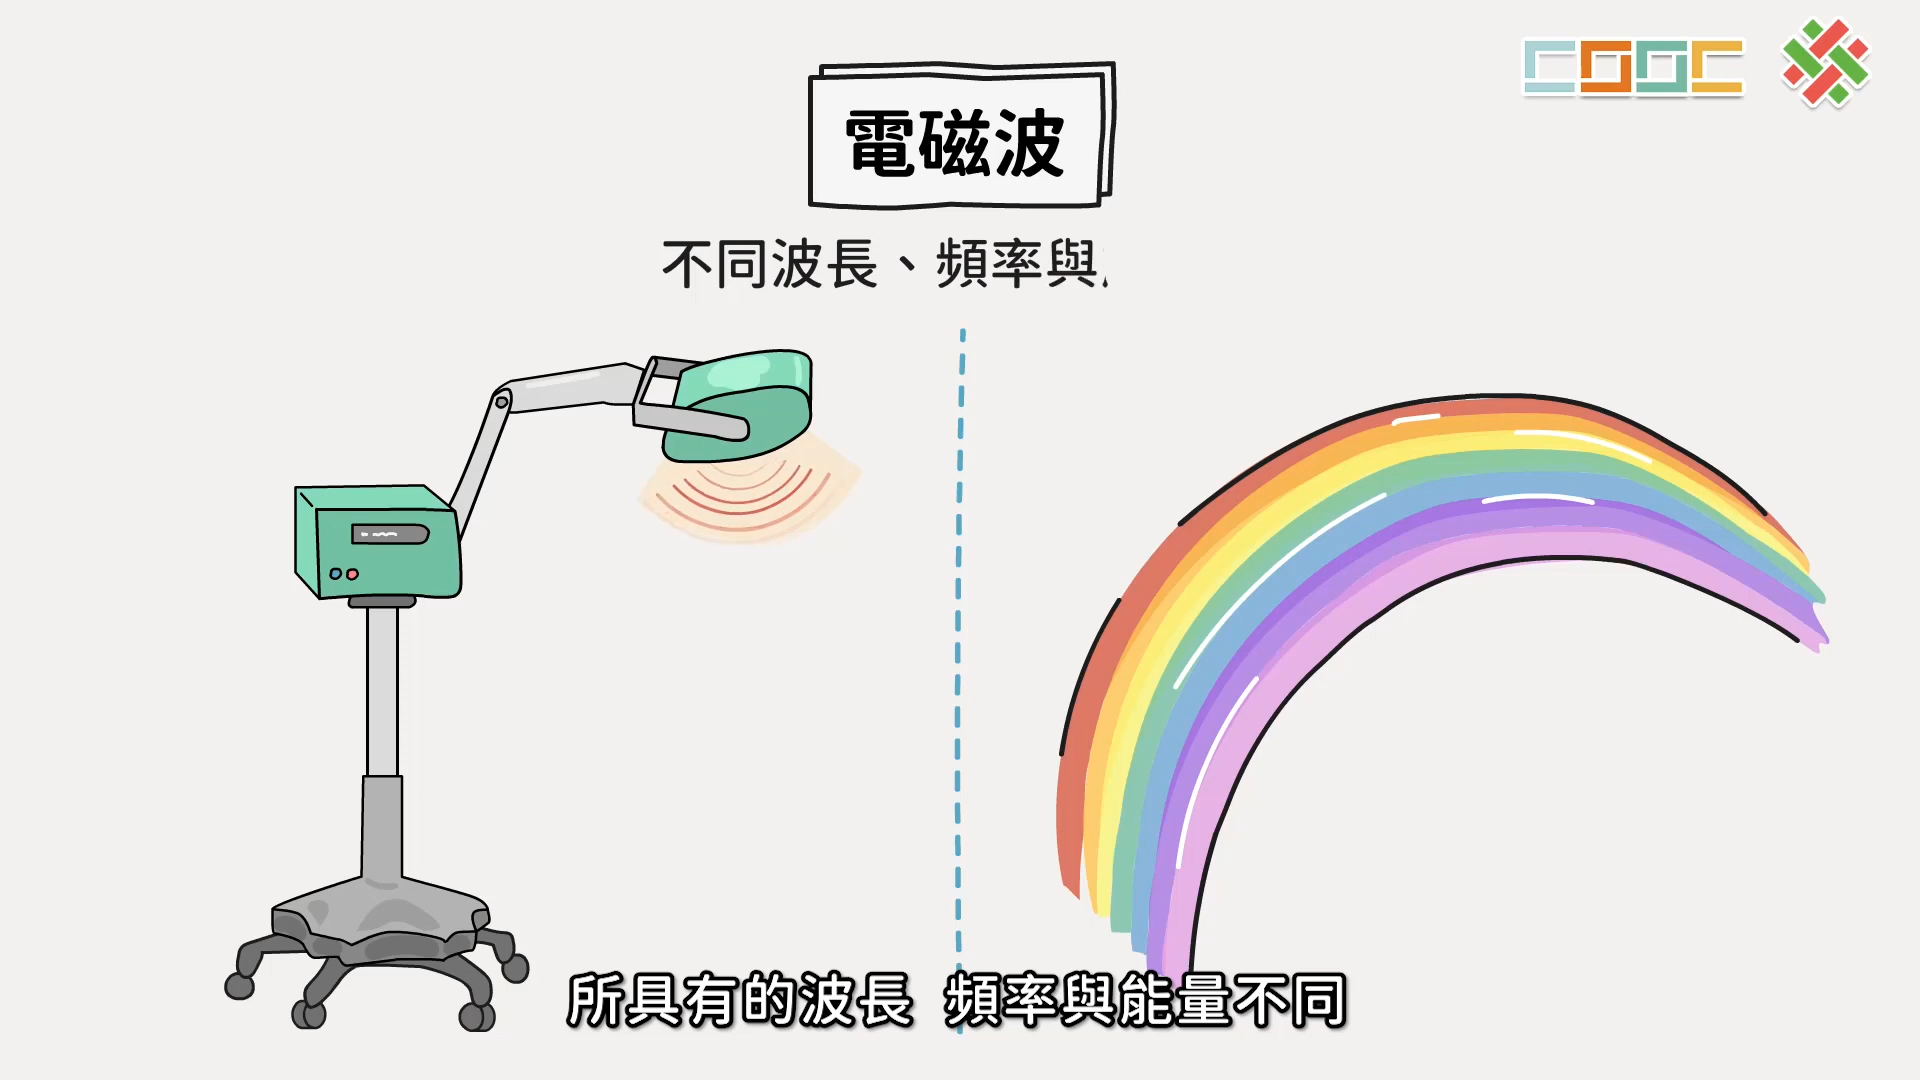 COOC
電磁波
不同波長、頻率與
所具有的波長 頻率與能量不同